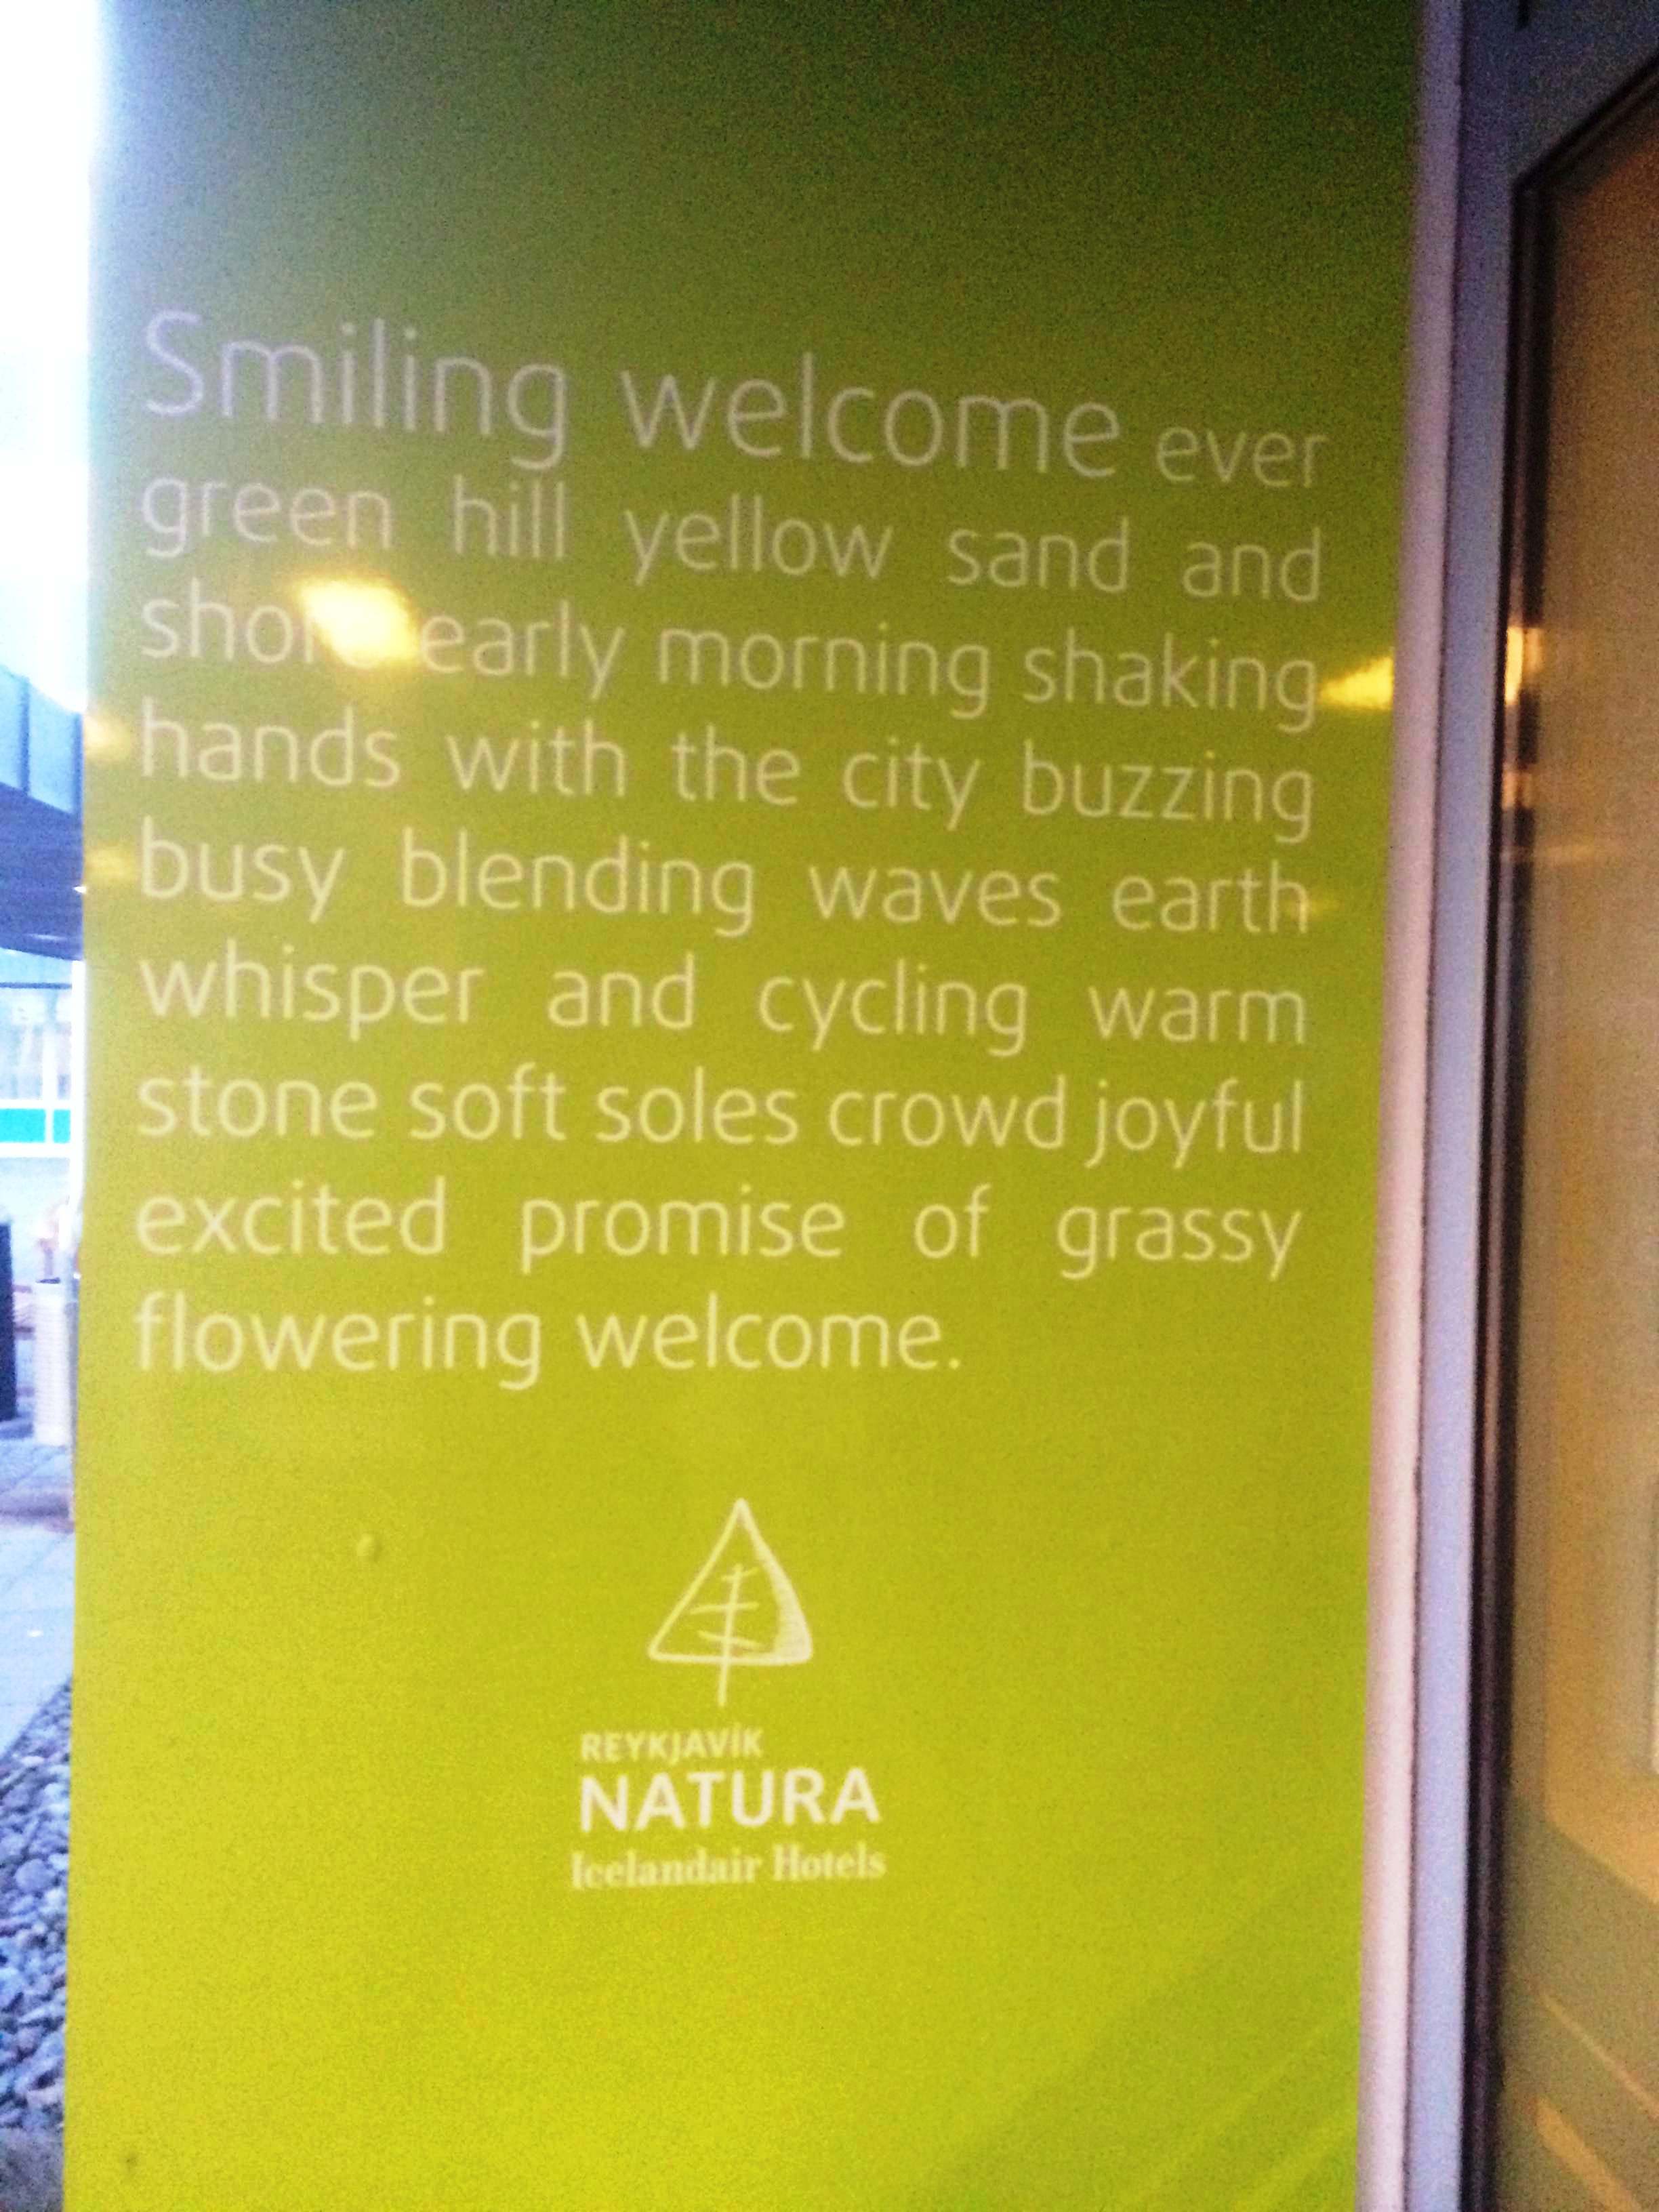 Smiling welcome ever
green hill yellow sand and
shore early morning shaking
hands with the city buzzing
busy blending waves earth
whisper and cycling warm
stone soft soles crowd joyful
excited promise of grassy
flowering welcome.
REYKJAVÍK
NATURA
Icelandair Hotels